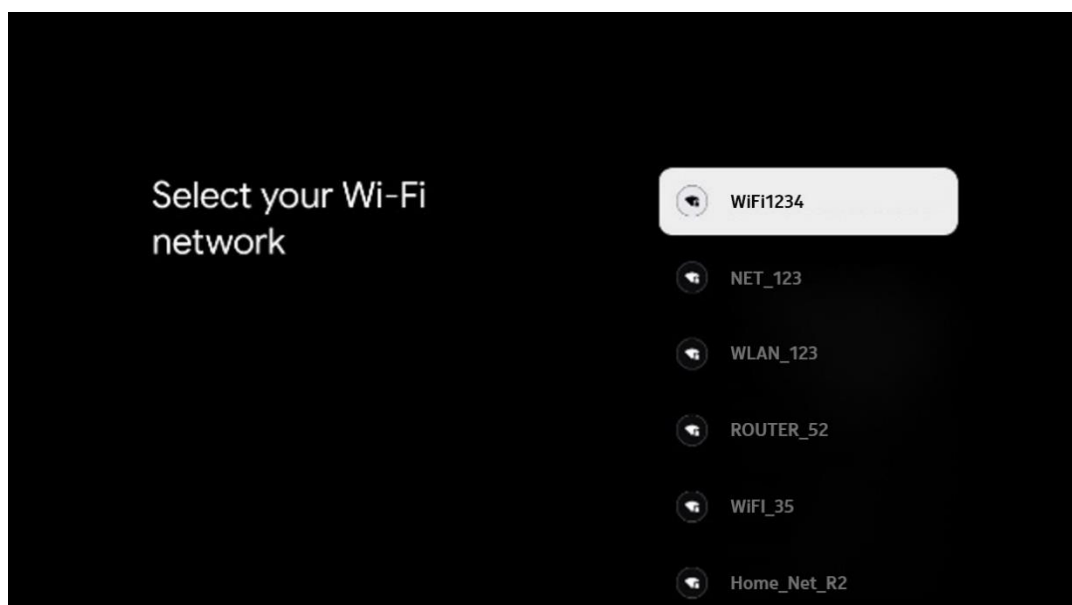 Select your Wi-Fi
network
WiFi1234
NET_123
WLAN_123
ROUTER_52
WiFI_35
Home_Net_R2